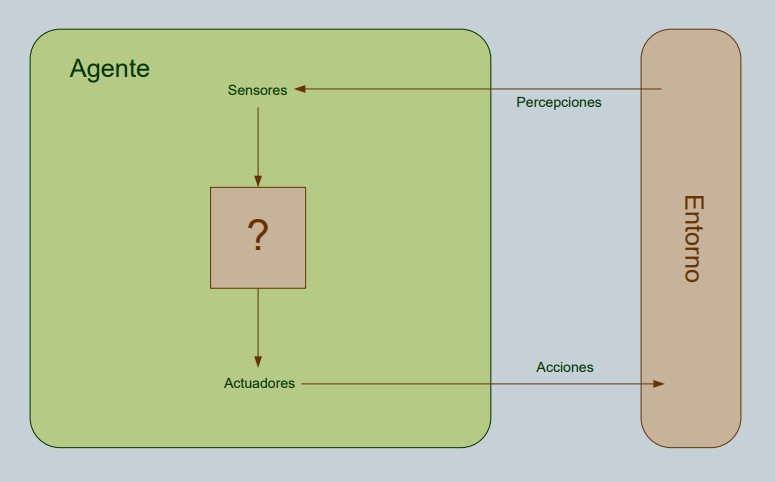 Agente
Sensores
Percepciones
?
Entorno
Acciones
Actuadores